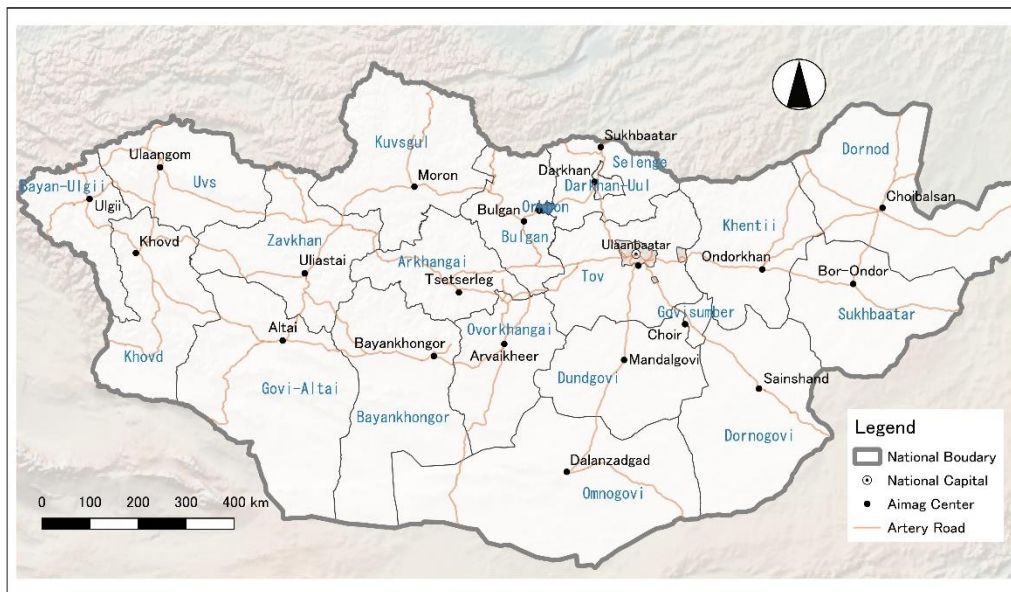 Sukhbaatar
Kuvsgul
Selenge
Dornod
Ulaangom
Darkhan
Bayan-Ulgii
Uvs
Moron
Darkhan-Uul
Ulgii
Orkhon
Choibalsan
Bulgan
Khentii
Bulgan
Khovd
Zavkhan
Ulaanbaatar
Arkhangai
Uliastai
Tov
Ondorkhan
Bor-Ondor
Tsetserleg
Govisumber
Sukhbaatar
Altai
Ovorkhangai
Choir
Khovd
Bayankhongor
Arvaikheer
Mandalgovi
Dundgovi
Sainshand
Govi-Altai
Bayankhongor
Dornogovi
Legend
National Boudary
Dalanzadgad
National Capital
0 100 200 300 400 km
Omnogovi
Aimag Center
Artery Road